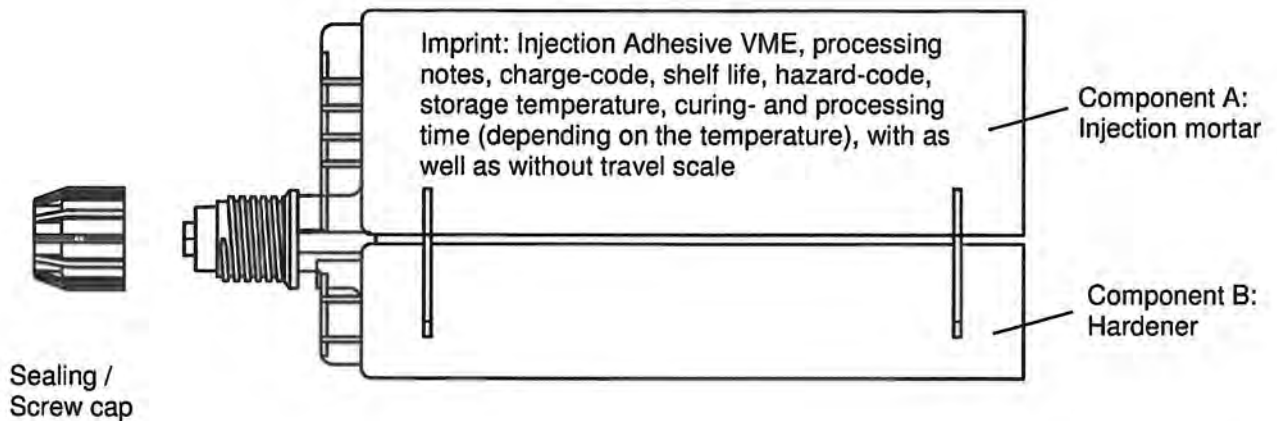 Imprint: Injection Adhesive VME, processing
notes, charge-code, shelf life, hazard-code,
storage temperature, curing- and processing
time (depending on the temperature), with as
well as without travel scale
Component A:
Injection mortar
Component B:
Hardener
Sealing /
Screw cap